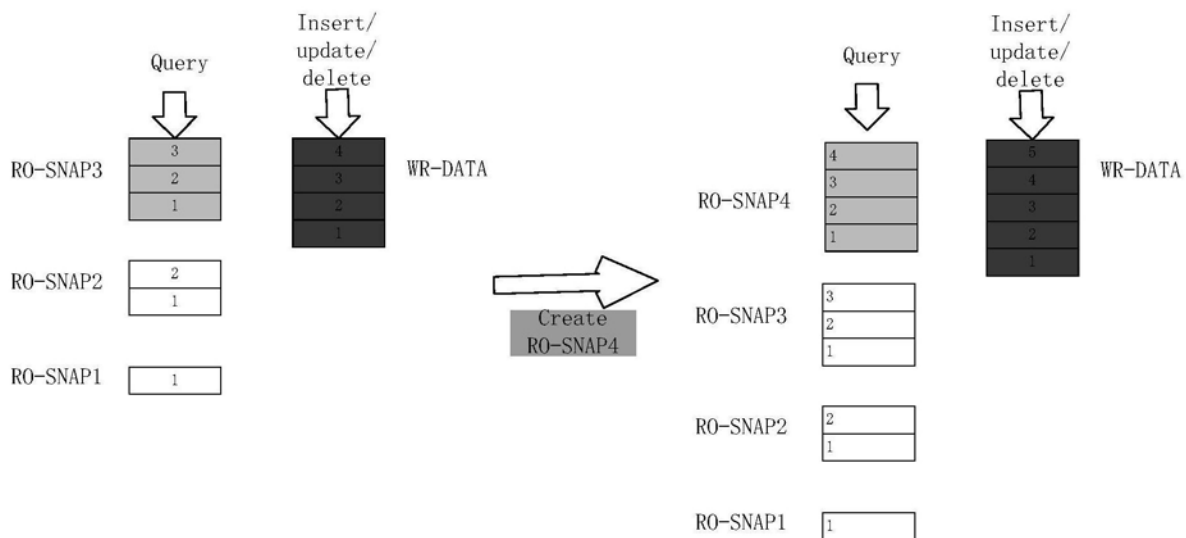 Query
Insert/
update/
delete
RO-SNAP3
3
2
1
4
3
2
1
WR-DATA
RO-SNAP2
2
1
RO-SNAP1
1
Create
RO-SNAP4
Query
Insert/
update/
delete
RO-SNAP4
4
3
2
1
5
4
3
2
1
WR-DATA
RO-SNAP3
3
2
1
RO-SNAP2
2
1
RO-SNAP1
1